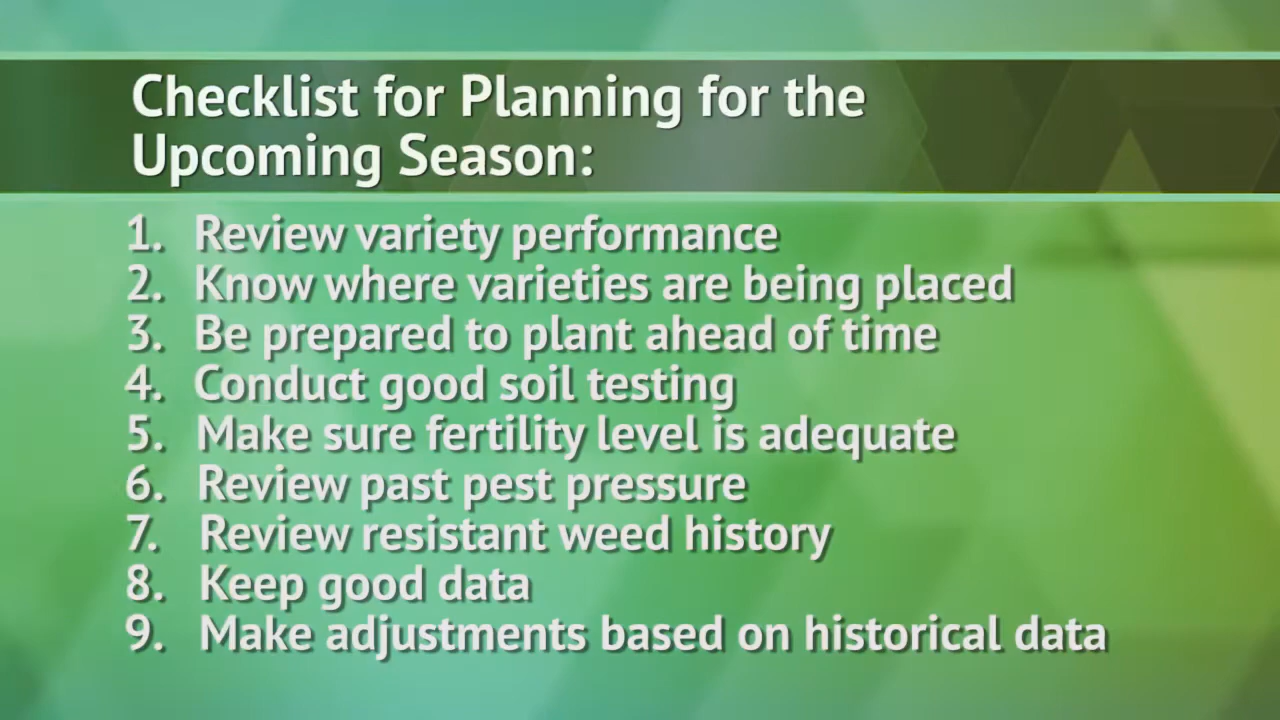 Checklist for Planning for the
Upcoming Season:
1. Review variety performance
2. Know where varieties are being placed
3. Be prepared to plant ahead of time
4. Conduct good soil testing
5. Make sure fertility level is adequate
6. Review past pest pressure
7. Review resistant weed history
8. Keep good data
9. Make adjustments based on historical data